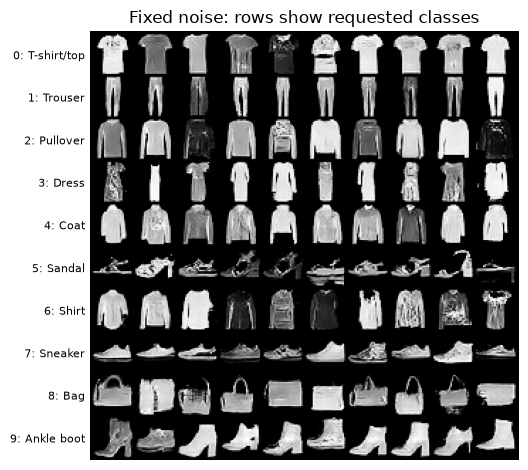 Fixed noise: rows show requested classes
0: T-shirt/top
1: Trouser
2: Pullover
3: Dress
4: Coat
5: Sandal
6: Shirt
7: Sneaker
8: Bag
9: Ankle boot